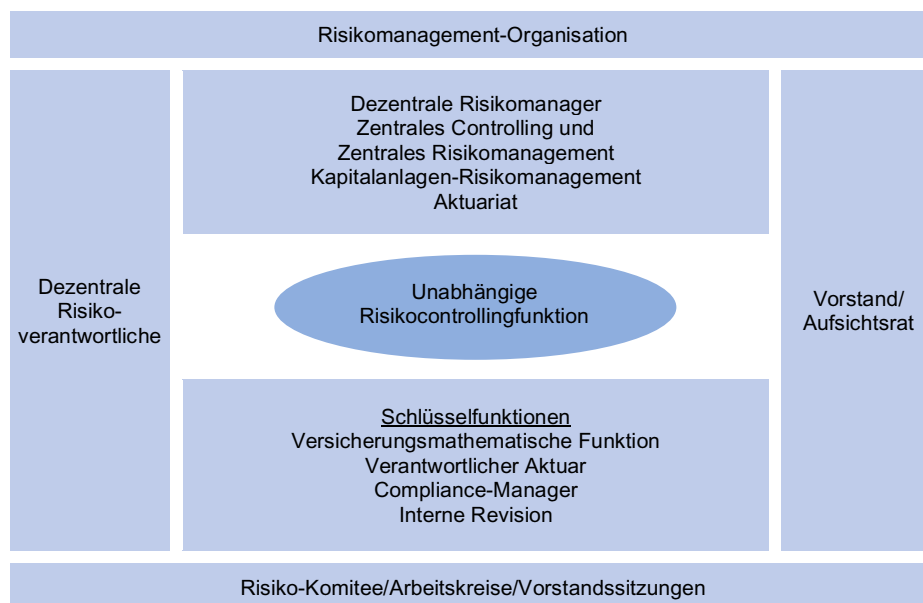 Risikomanagement-Organisation
Dezentrale
Risiko-
verantwortliche
Dezentrale Risikomanager
Zentrales Controlling und
Zentrales Risikomanagement
Kapitalanlagen-Risikomanagement
Aktuariat
Unabhängige
Risikocontrollingfunktion
Schlüsselfunktionen
Versicherungsmathematische Funktion
Verantwortlicher Aktuar
Compliance-Manager
Interne Revision
Vorstand/
Aufsichtsrat
Risiko-Komitee/Arbeitskreise/Vorstandssitzungen